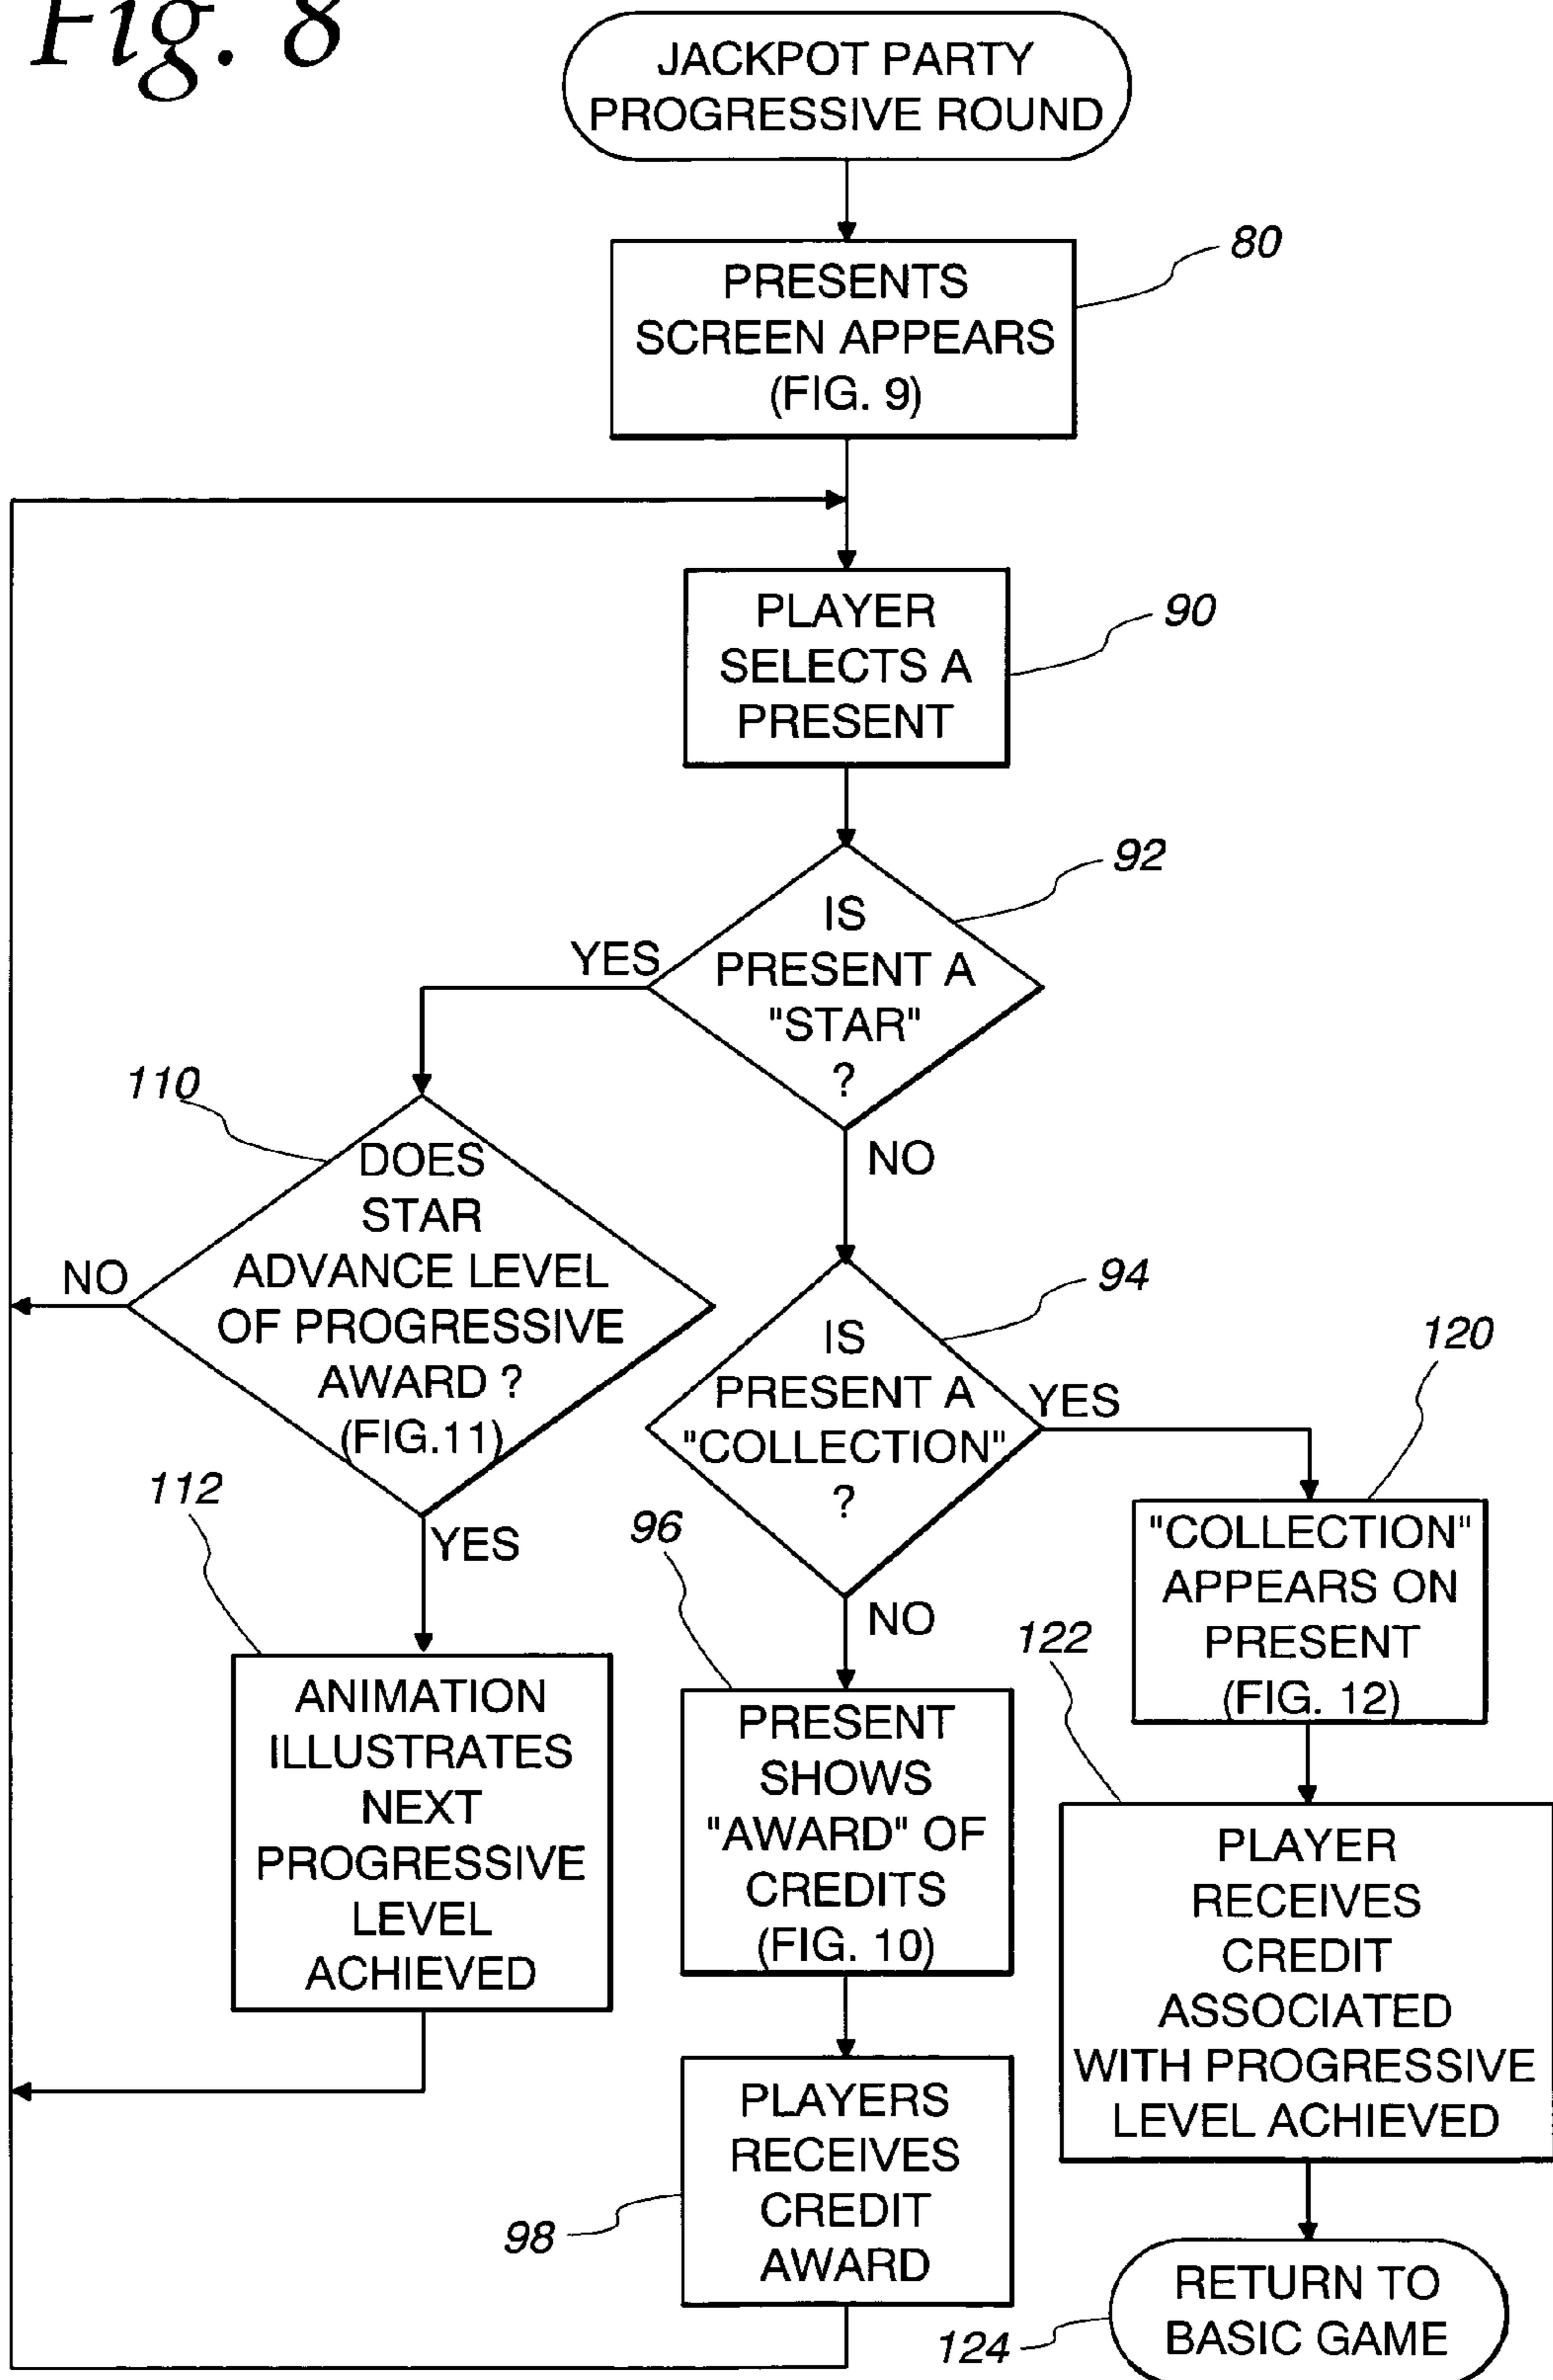 Fig. 8
JACKPOT PARTY
PROGRESSIVE ROUND
80
PRESENTS
SCREEN APPEARS
(FIG. 9)
90
PLAYER
SELECTS A
PRESENT
92
IS
PRESENT A
"STAR"
?
YES
NO
110
DOES
STAR
ADVANCE LEVEL
OF PROGRESSIVE
AWARD ?
(FIG.11)
NO
YES
94
IS
PRESENT A
"COLLECTION"
?
YES
NO
120
"COLLECTION"
APPEARS ON
PRESENT
(FIG. 12)
112
ANIMATION
ILLUSTRATES
NEXT
PROGRESSIVE
LEVEL
ACHIEVED
96
PRESENT
SHOWS
"AWARD" OF
CREDITS
(FIG. 10)
122
PLAYER
RECEIVES
CREDIT
ASSOCIATED
WITH PROGRESSIVE
LEVEL ACHIEVED
98
PLAYERS
RECEIVES
CREDIT
AWARD
124
RETURN TO
BASIC GAME